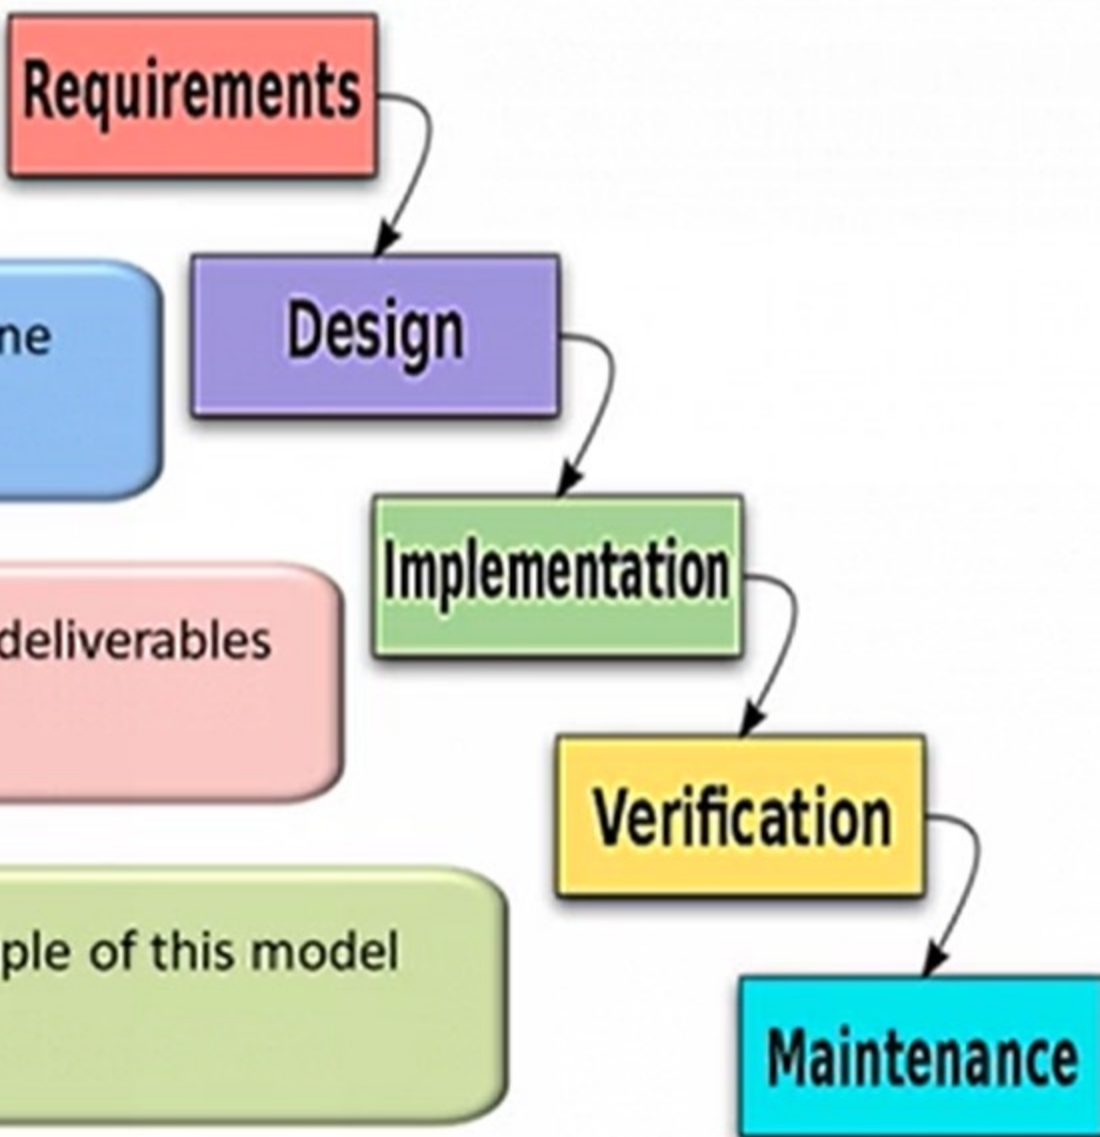 Requirements
Design
ne
Implementation
deliverables
Verification
ple of this model
Maintenance